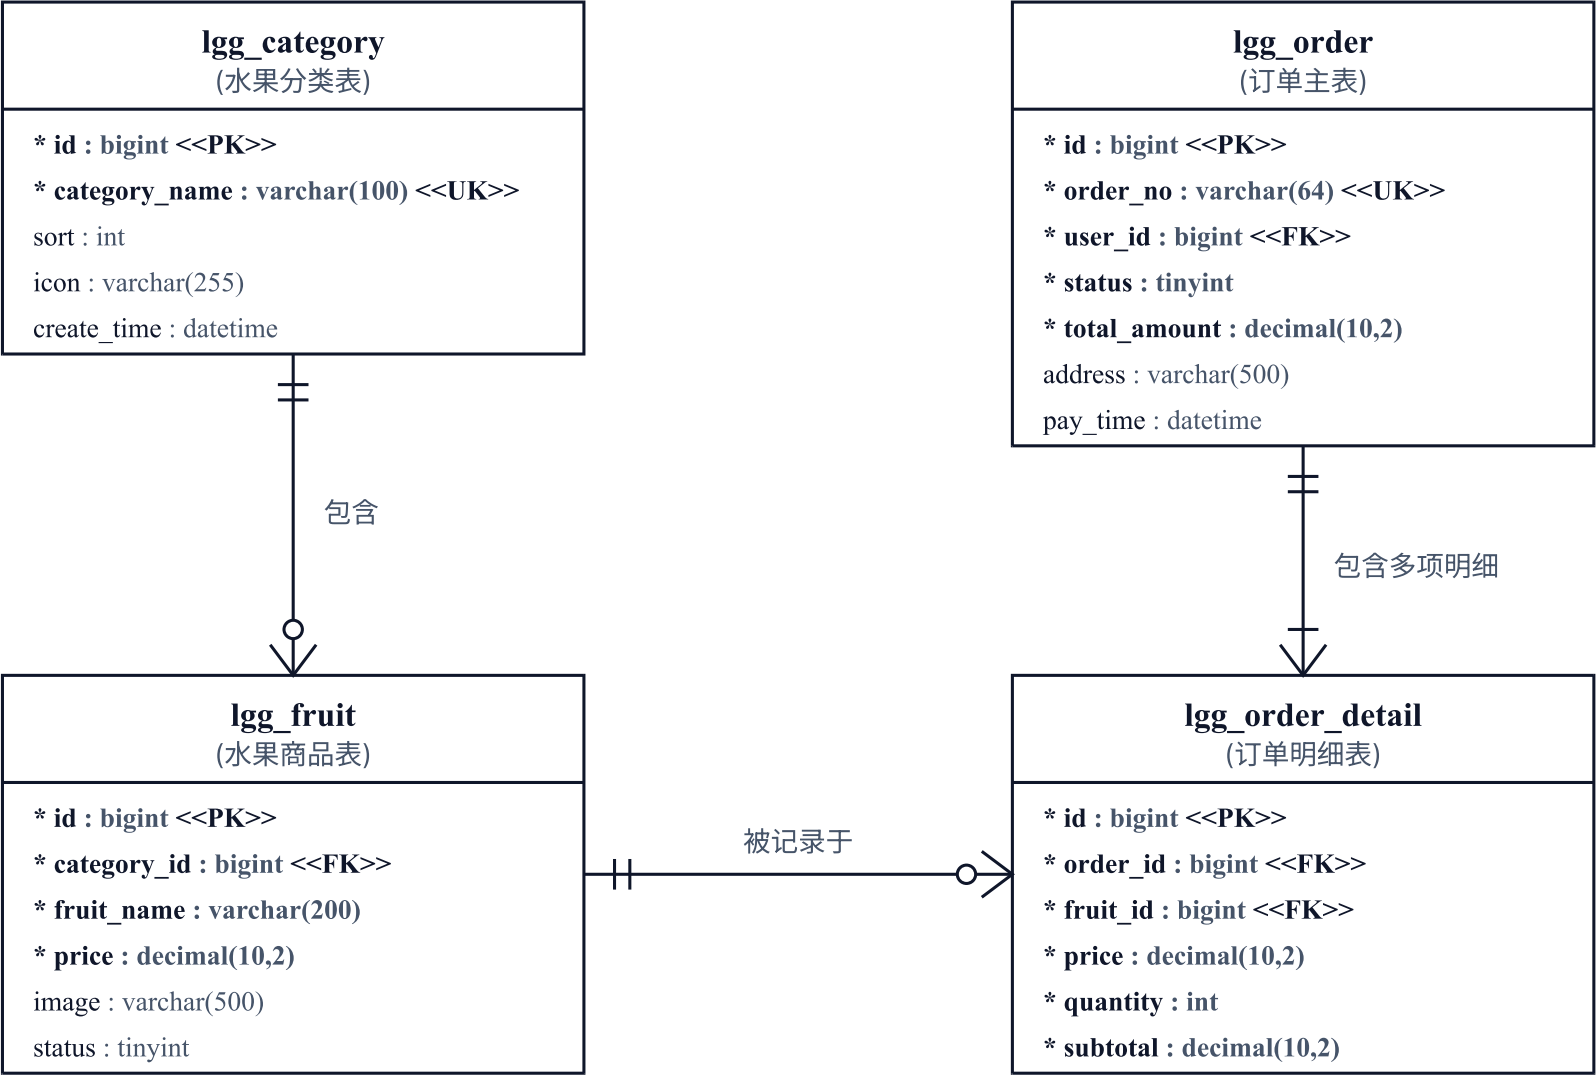 lgg_category
(水果分类表)
* id : bigint <<PK>>
* category_name : varchar(100) <<UK>>
sort : int
icon : varchar(255)
create_time : datetime
lgg_order
(订单主表)
* id : bigint <<PK>>
* order_no : varchar(64) <<UK>>
* user_id : bigint <<FK>>
* status : tinyint
* total_amount : decimal(10,2)
address : varchar(500)
pay_time : datetime
包含
包含多项明细
lgg_fruit
(水果商品表)
* id : bigint <<PK>>
* category_id : bigint <<FK>>
* fruit_name : varchar(200)
* price : decimal(10,2)
image : varchar(500)
status : tinyint
被记录于
lgg_order_detail
(订单明细表)
* id : bigint <<PK>>
* order_id : bigint <<FK>>
* fruit_id : bigint <<FK>>
* price : decimal(10,2)
* quantity : int
* subtotal : decimal(10,2)